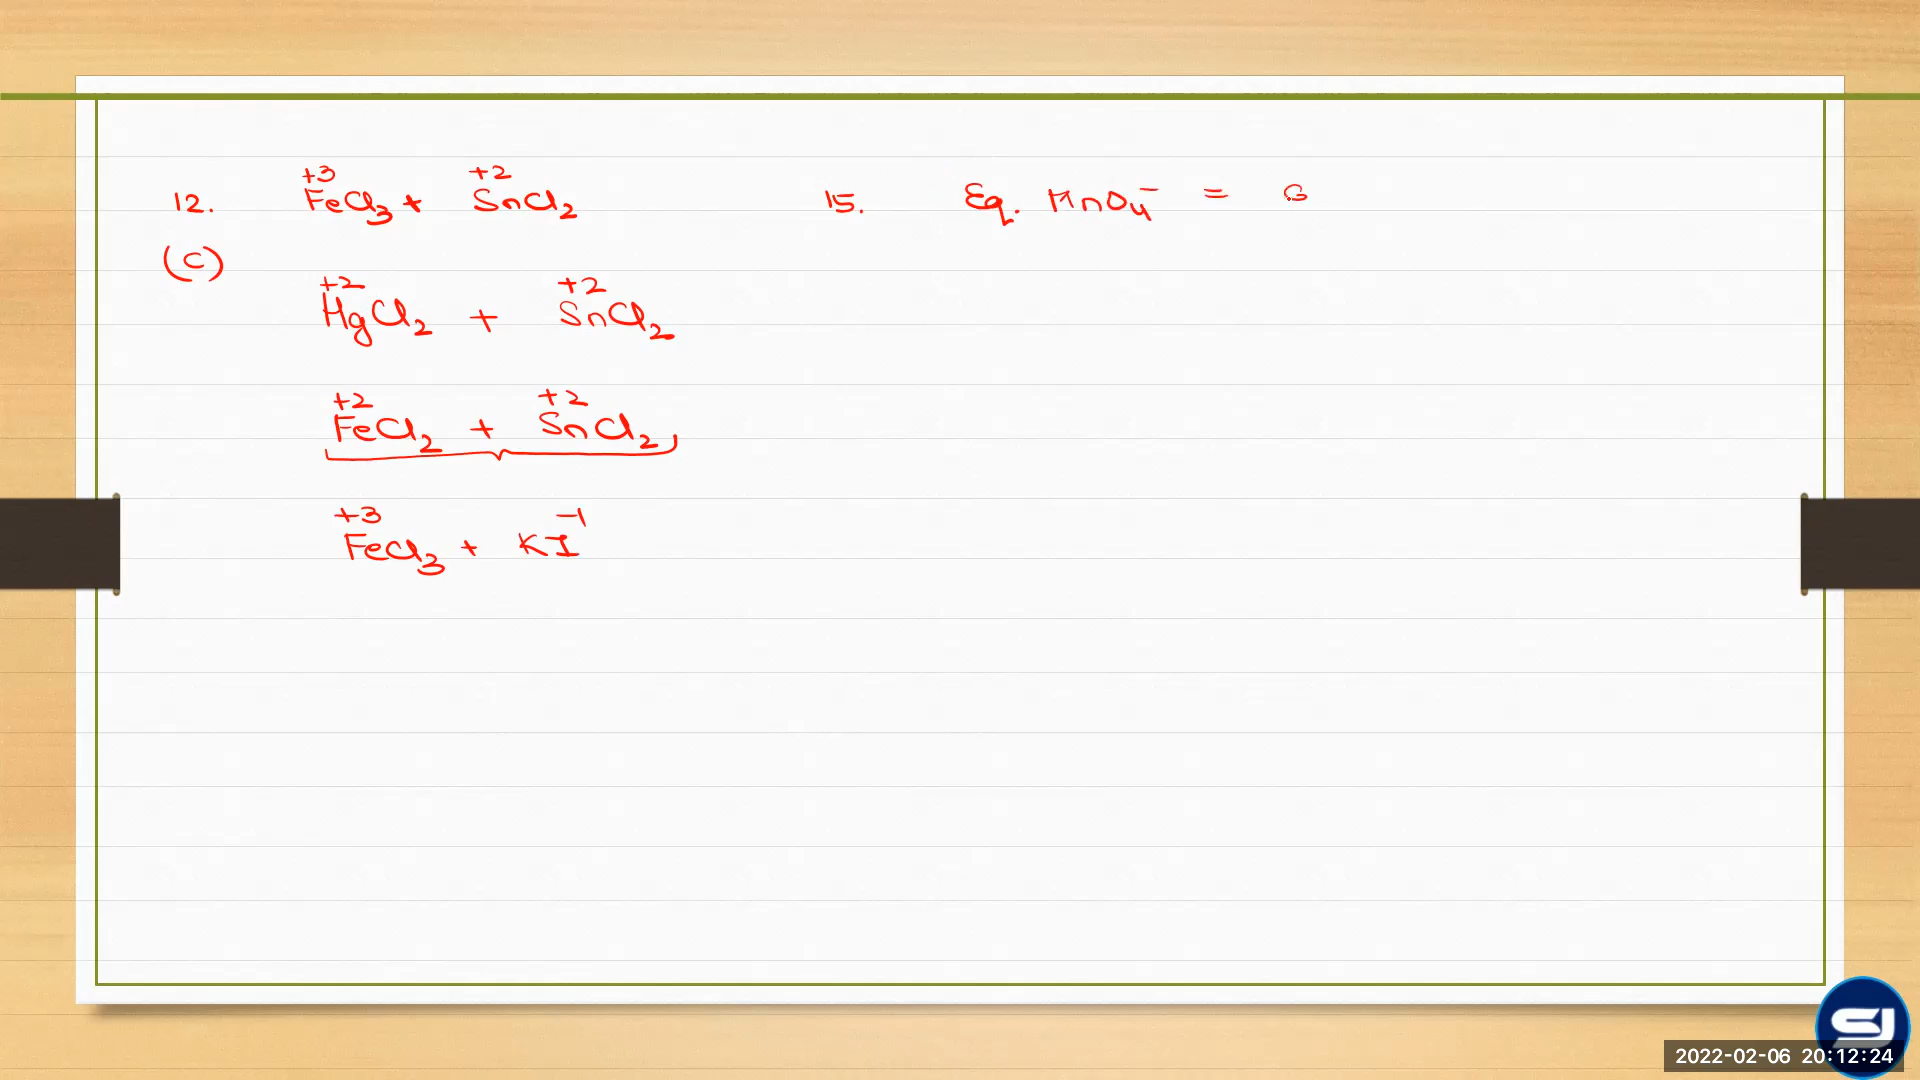 12. +3 +2
FeCl3 + SnCl2
(C)
+2 +2
HgCl2 + SnCl2
+2 +2
FeCl2 + SnCl2
+3 -1
FeCl3 + KI
15. Eq. MnO4⁻ =
SJ
2022-02-06 20:12:24